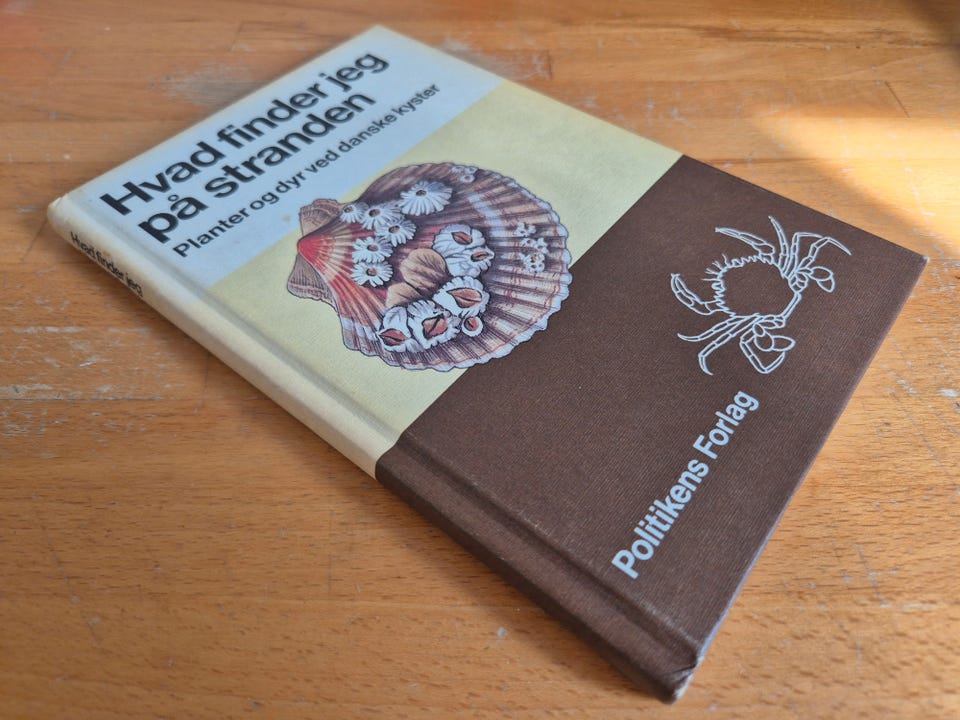 Hvad finder jeg
på stranden
Planter og dyr ved danske kyster
Politikens Forlag
Hvad finder jeg